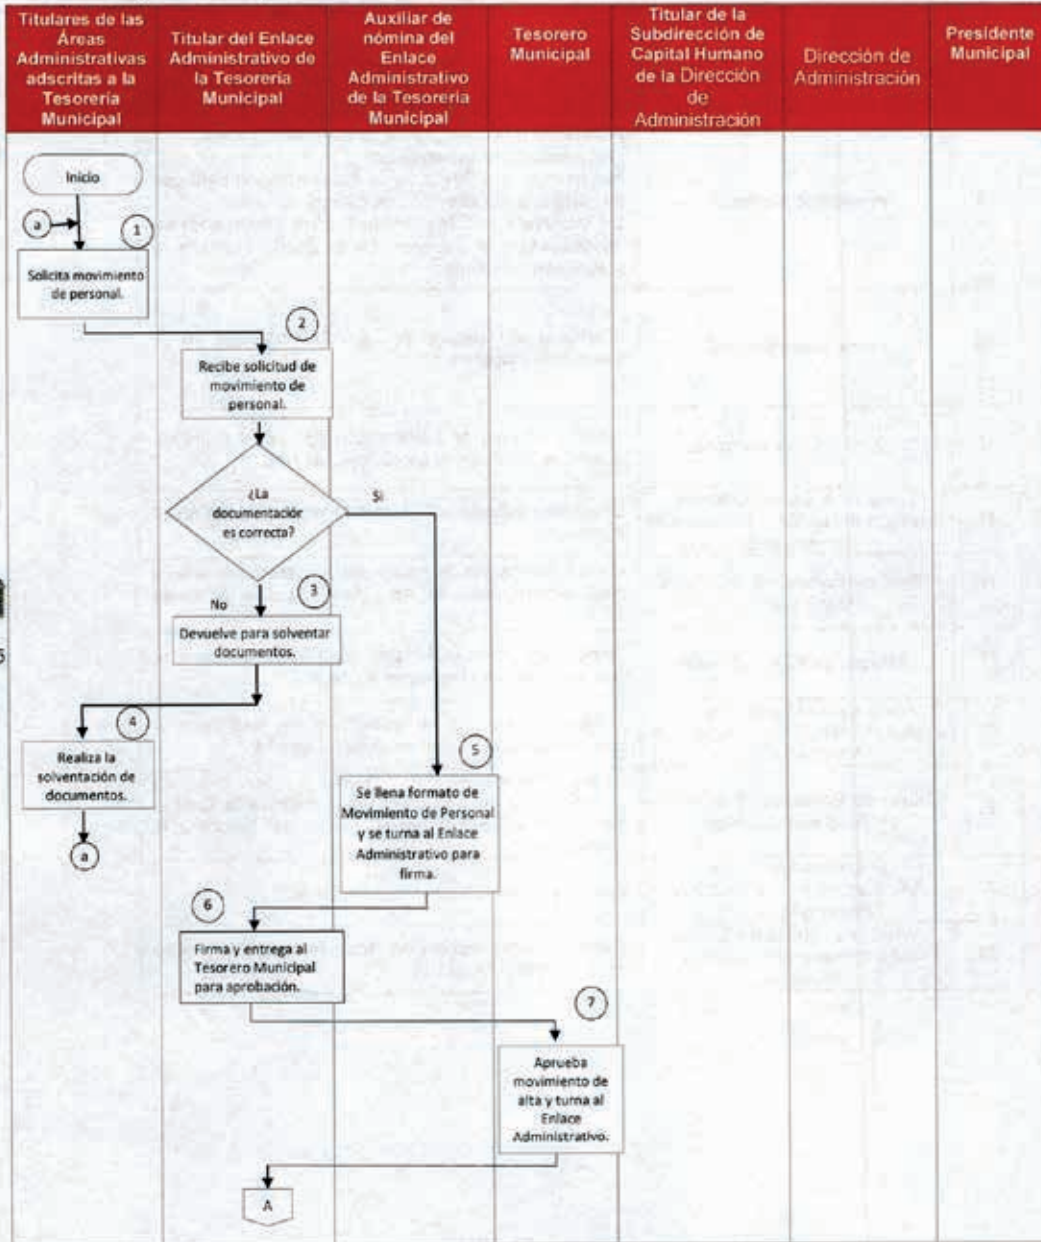 Titulares de las
Áreas
Administrativas
adscritas a la
Tesorería
Municipal
Titular del Enlace
Administrativo de
la Tesorería
Municipal
Auxiliar de
nómina del
Enlace
Administrativo
de la Tesorería
Municipal
Tesorero
Municipal
Titular de la
Subdirección de
Capital Humano
de la Dirección
de
Administración
Dirección de
Administración
Presidente
Municipal
Inicio
a
1
Solicita movimiento
de personal.
2
Recibe solicitud de
movimiento de
personal.
¿La
documentación
es correcta?
Si
No
3
Devuelve para solventar
documentos.
4
Realiza la
solventación de
documentos.
a
5
Se llena formato de
Movimiento de Personal
y se turna al Enlace
Administrativo para
firma.
6
Firma y entrega al
Tesorero Municipal
para aprobación.
7
Aprueba
movimiento de
alta y turna al
Enlace
Administrativo.
A